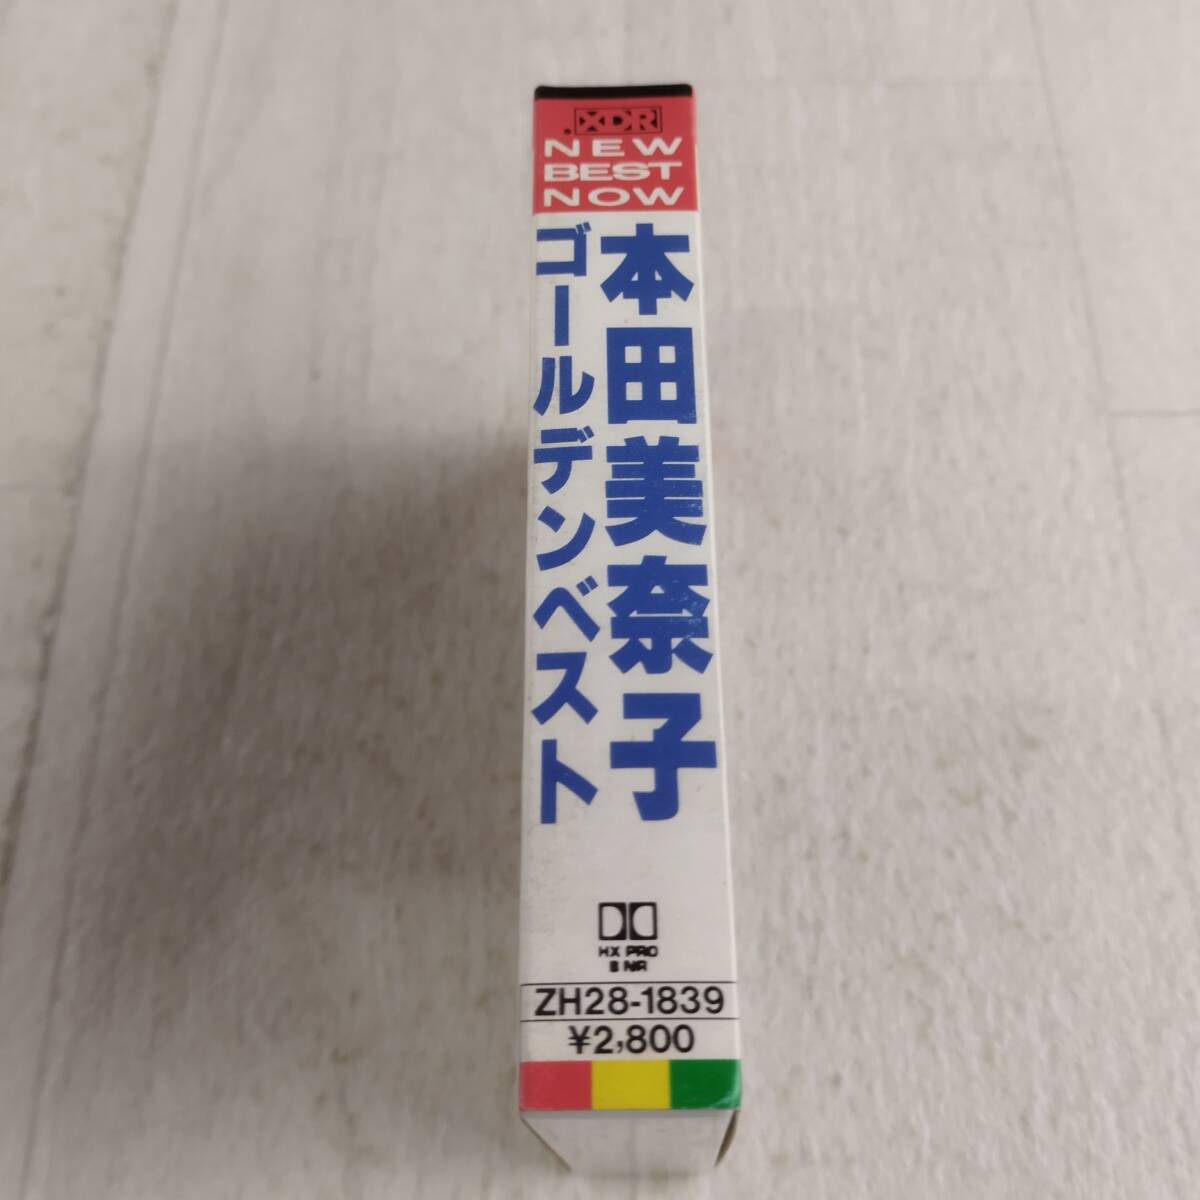 XDR
NEW
BEST
NOW
本田美奈子
ゴールデンベスト
HX PRO
B NR
ZH28-1839
¥2,800